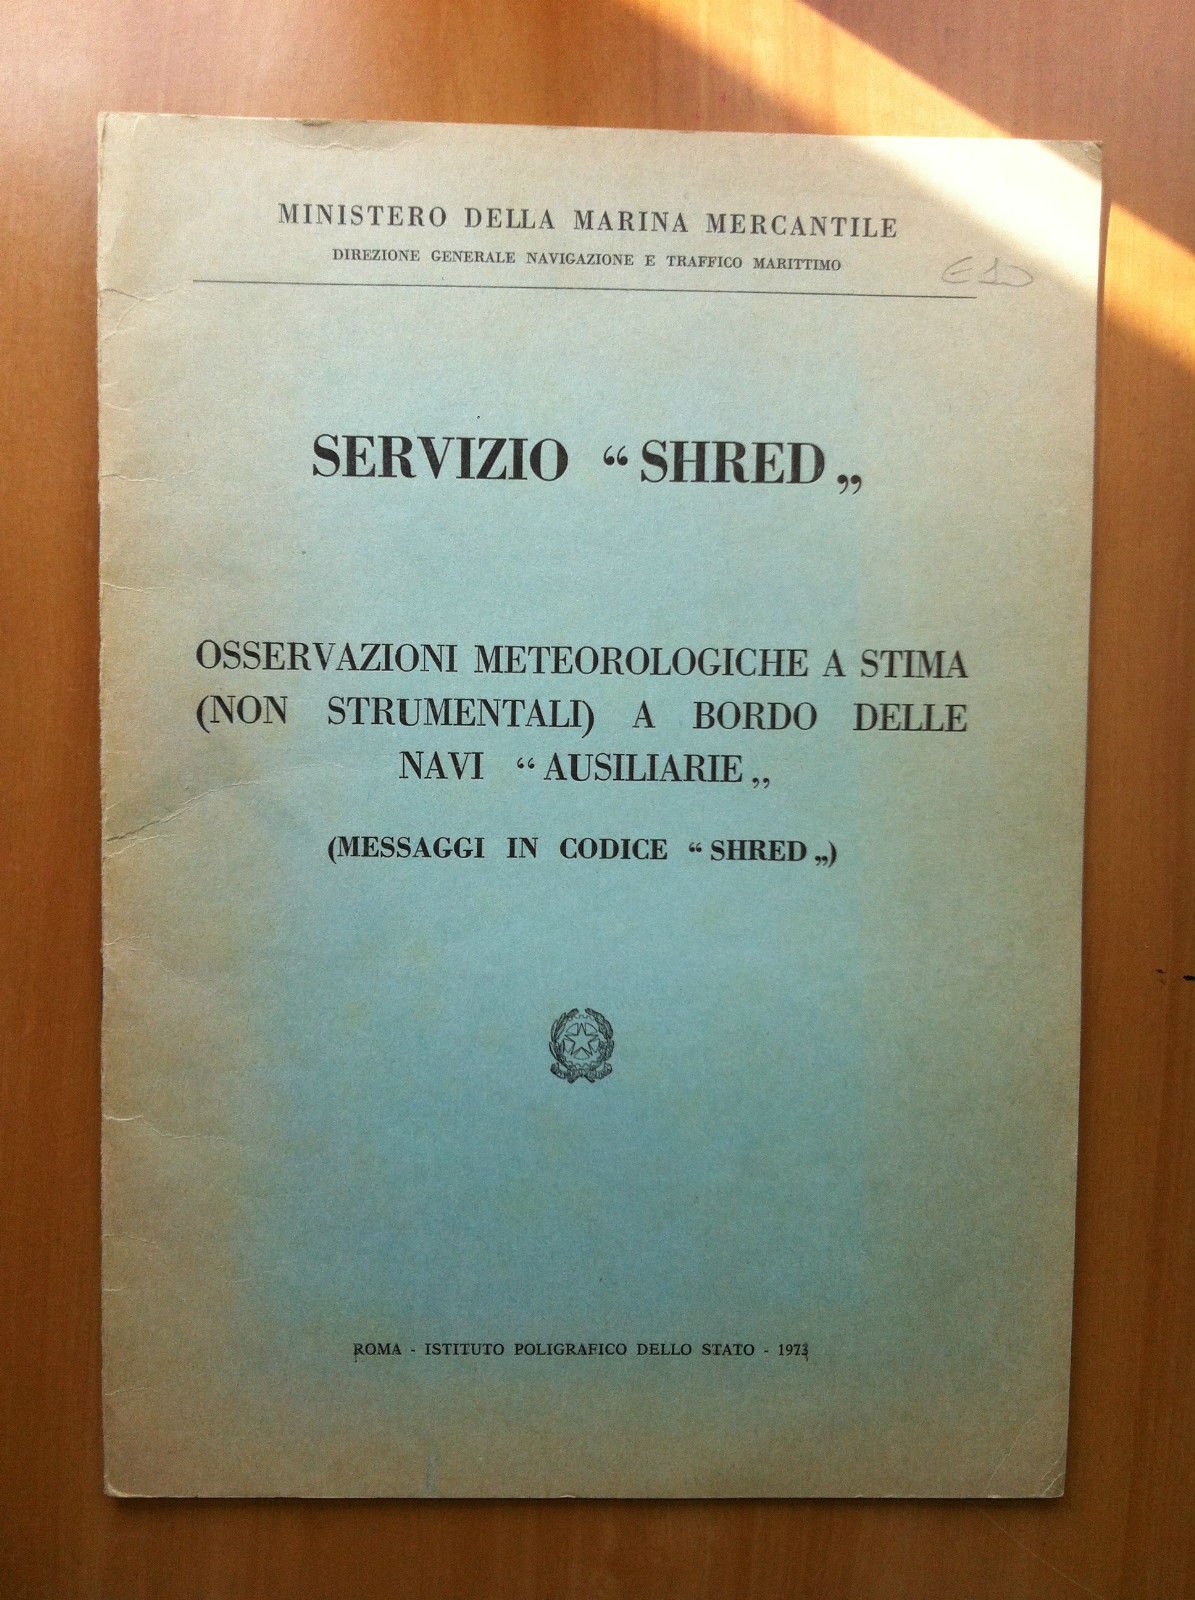 MINISTERO DELLA MARINA MERCANTILE
DIREZIONE GENERALE NAVIGAZIONE E TRAFFICO MARITTIMO
SERVIZIO “ SHRED „
OSSERVAZIONI METEOROLOGICHE A STIMA
(NON STRUMENTALI) A BORDO DELLE
NAVI “ AUSILIARIE „
(MESSAGGI IN CODICE “ SHRED „)
ROMA - ISTITUTO POLIGRAFICO DELLO STATO - 1973